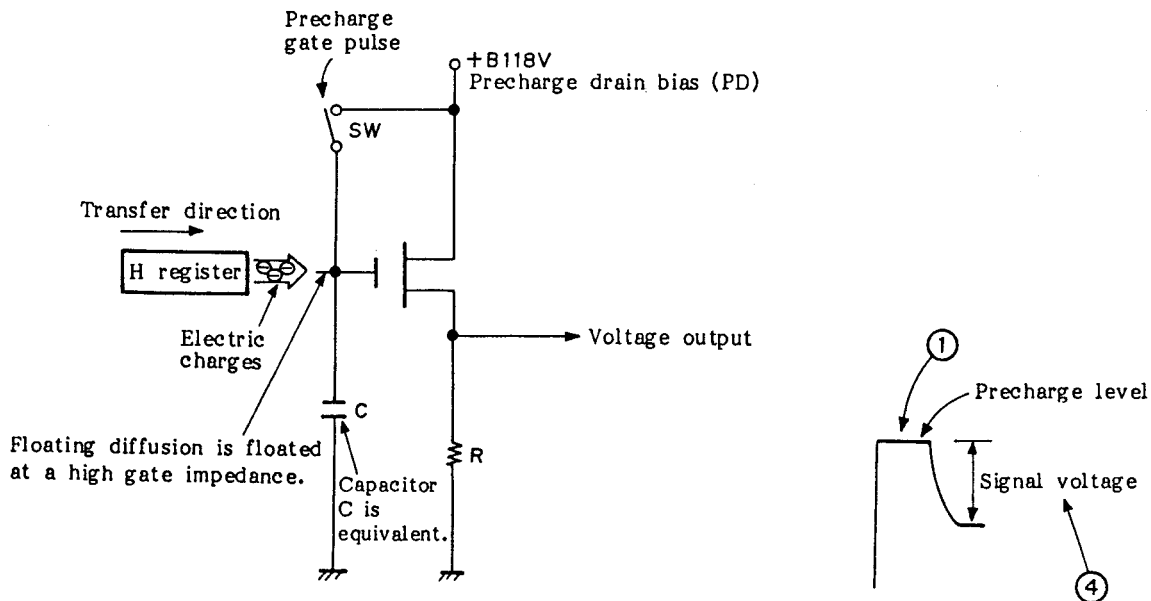 Precharge
gate pulse
+B118V
Precharge drain bias (PD)
SW
Transfer direction
H register
Electric
charges
Voltage output
C
Floating diffusion is floated
at a high gate impedance.
Capacitor
C is
equivalent.
R
1
Precharge level
Signal voltage
4